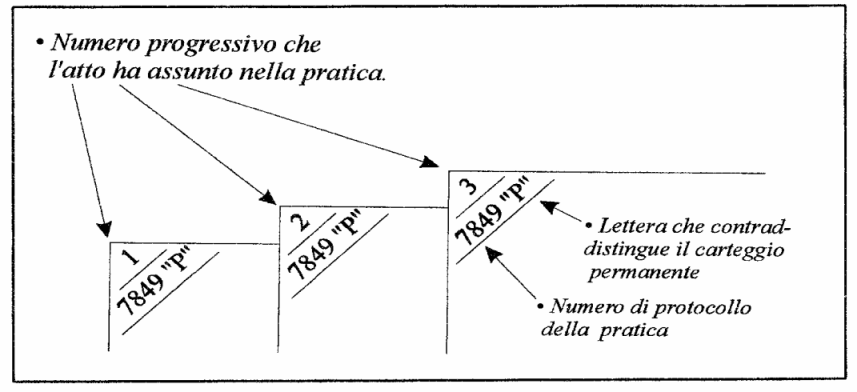 • Numero progressivo che
l'atto ha assunto nella pratica.
3
7849 "P"
2
7849 "P"
1
7849 "P"
• Lettera che contrad-
distingue il carteggio
permanente
• Numero di protocollo
della pratica